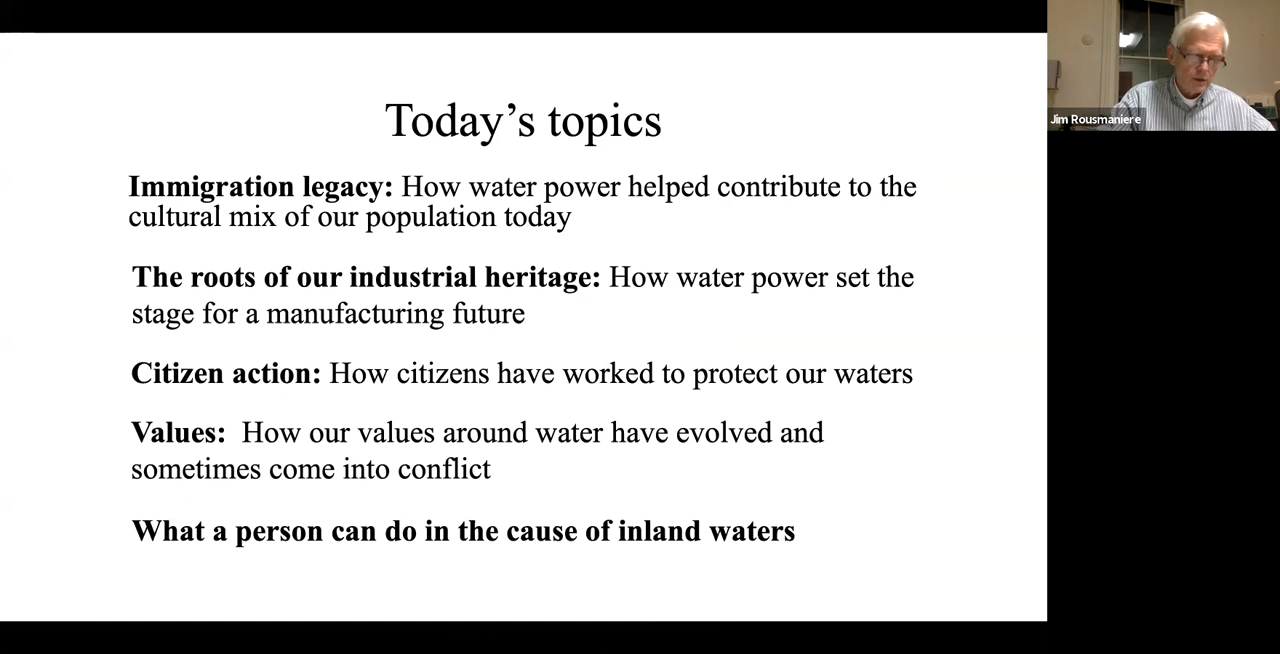 Today’s topics
Immigration legacy: How water power helped contribute to the
cultural mix of our population today
The roots of our industrial heritage: How water power set the
stage for a manufacturing future
Citizen action: How citizens have worked to protect our waters
Values:  How our values around water have evolved and
sometimes come into conflict
What a person can do in the cause of inland waters
Jim Rousmaniere